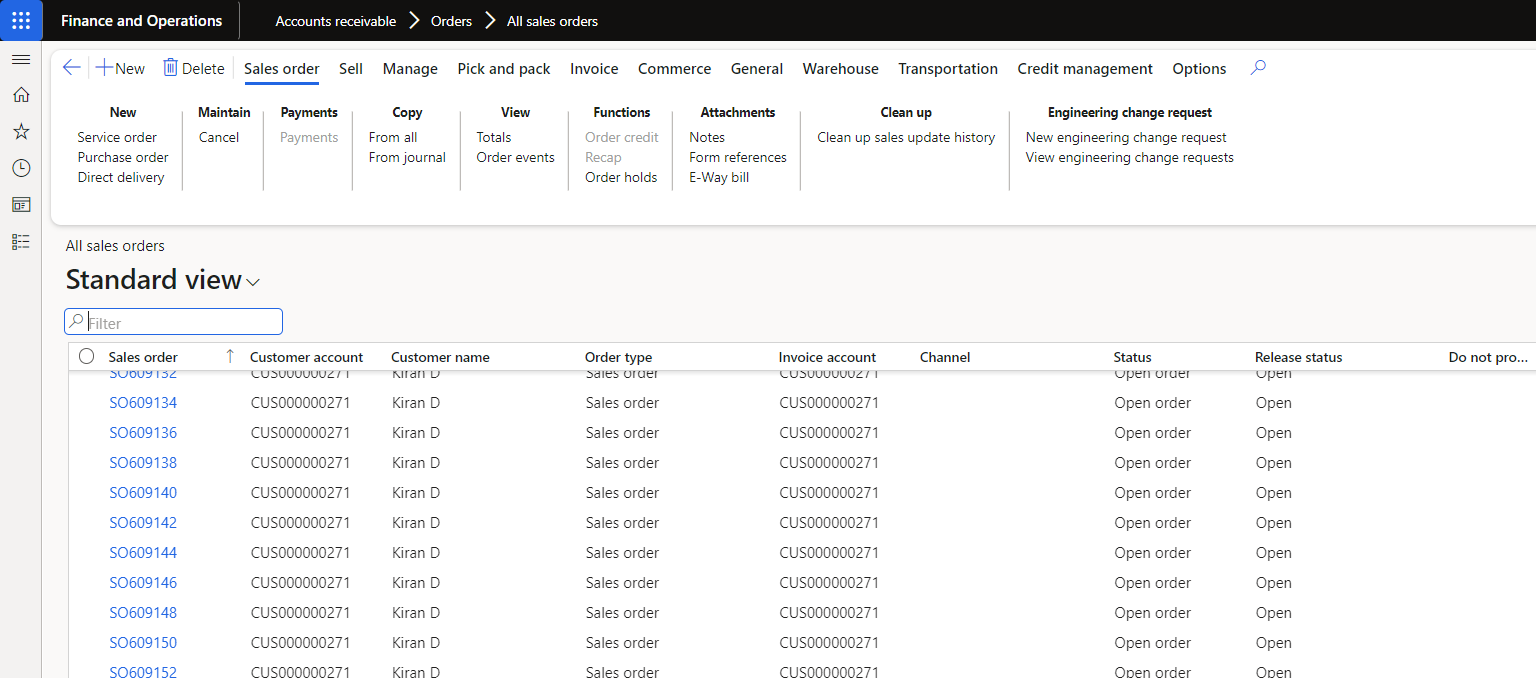 Finance and Operations Accounts receivable Orders All sales orders
New Delete Sales order Sell Manage Pick and pack Invoice Commerce General Warehouse Transportation Credit management Options
New Maintain Payments Copy View Functions Attachments Clean up Engineering change request
Service order Cancel Payments From all Totals Order credit Notes Clean up sales update history New engineering change request
Purchase order From journal Order events Recap Form references View engineering change requests
Direct delivery Order holds E-Way bill
All sales orders
Standard view
Filter
Sales order Customer account Customer name Order type Invoice account Channel Status Release status Do not pro...
SO609132 CUS000000271 Kiran D Sales order CUS000000271 Open order Open
SO609134 CUS000000271 Kiran D Sales order CUS000000271 Open order Open
SO609136 CUS000000271 Kiran D Sales order CUS000000271 Open order Open
SO609138 CUS000000271 Kiran D Sales order CUS000000271 Open order Open
SO609140 CUS000000271 Kiran D Sales order CUS000000271 Open order Open
SO609142 CUS000000271 Kiran D Sales order CUS000000271 Open order Open
SO609144 CUS000000271 Kiran D Sales order CUS000000271 Open order Open
SO609146 CUS000000271 Kiran D Sales order CUS000000271 Open order Open
SO609148 CUS000000271 Kiran D Sales order CUS000000271 Open order Open
SO609150 CUS000000271 Kiran D Sales order CUS000000271 Open order Open
SO609152 CUS000000271 Kiran D Sales order CUS000000271 Open order Open